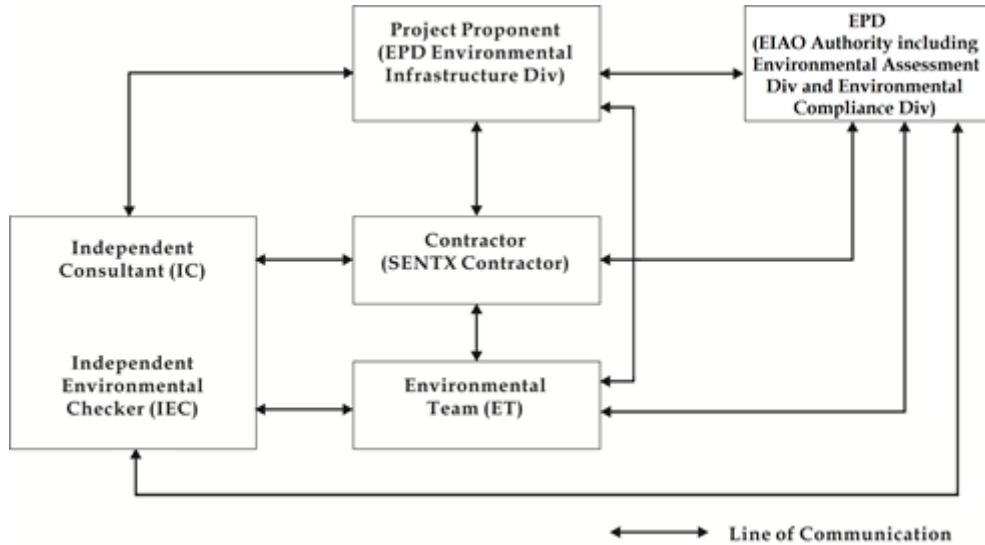 Project Proponent
(EPD Environmental
Infrastructure Div)
EPD
(EIAO Authority including
Environmental Assessment
Div and Environmental
Compliance Div)
Independent
Consultant (IC)
Contractor
(SENTX Contractor)
Independent
Environmental
Checker (IEC)
Environmental
Team (ET)
Line of Communication